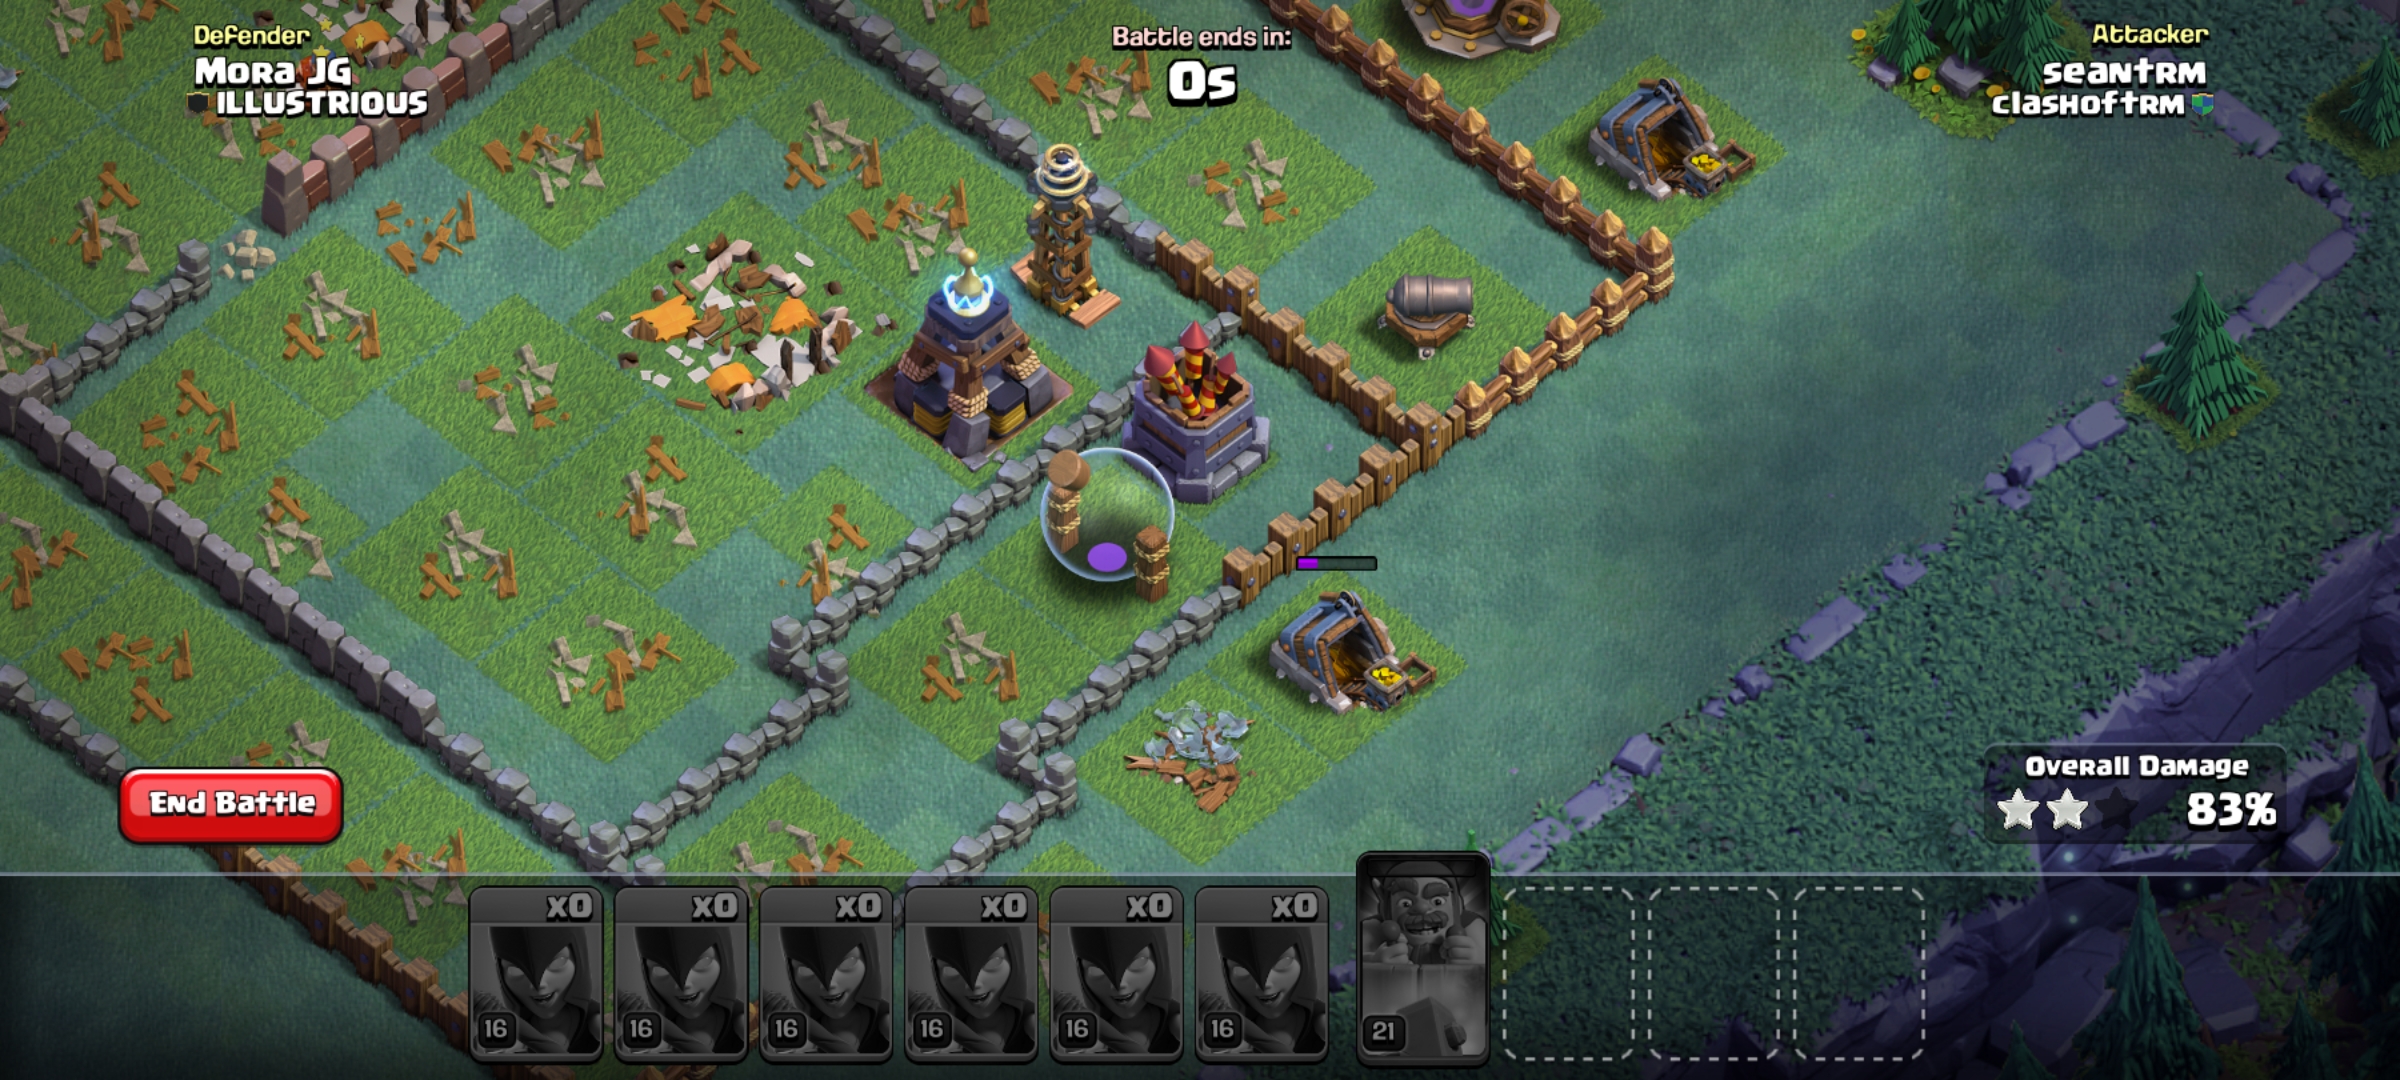 Defender
Mora JG
ILLUSTRIOUS
Battle ends in:
0s
Attacker
seantrm
clashoftrm
End Battle
Overall Damage
83%
x0
x0
x0
x0
x0
x0
16
16
16
16
16
16
21